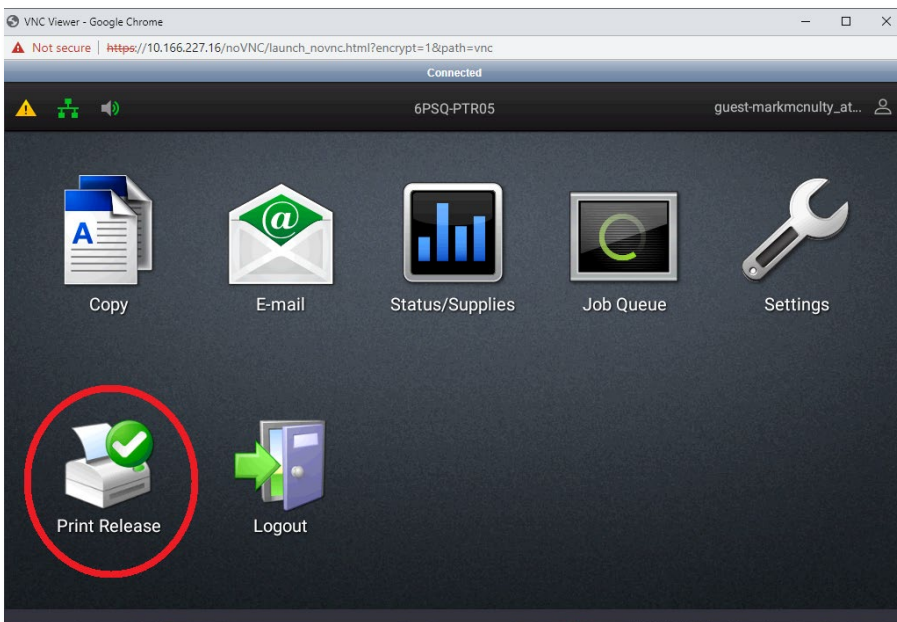 VNC Viewer - Google Chrome
Not secure | https://10.166.227.16/noVNC/launch_novnc.html?encrypt=1&path=vnc
Connected
6PSQ-PTR05 guest-markmcnulty_at...
A @
Copy E-mail Status/Supplies Job Queue Settings
Print Release Logout